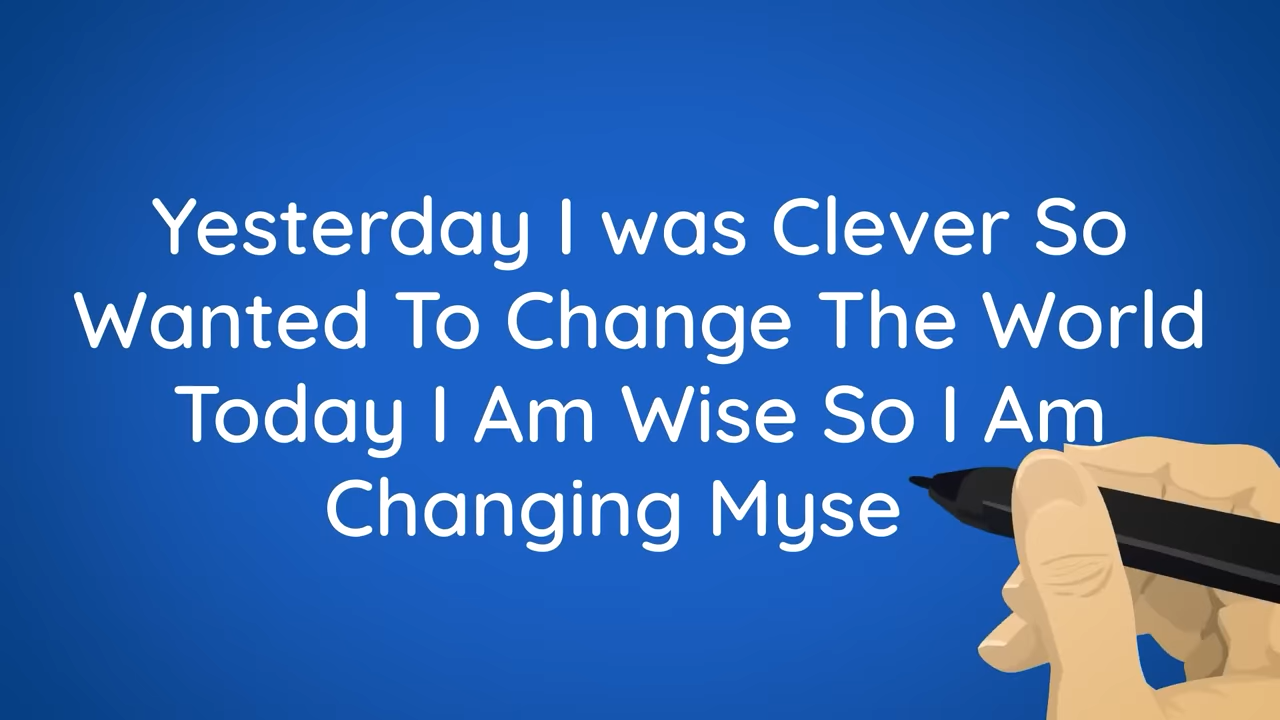 Yesterday I was Clever So
Wanted To Change The World
Today I Am Wise So I Am
Changing Myse